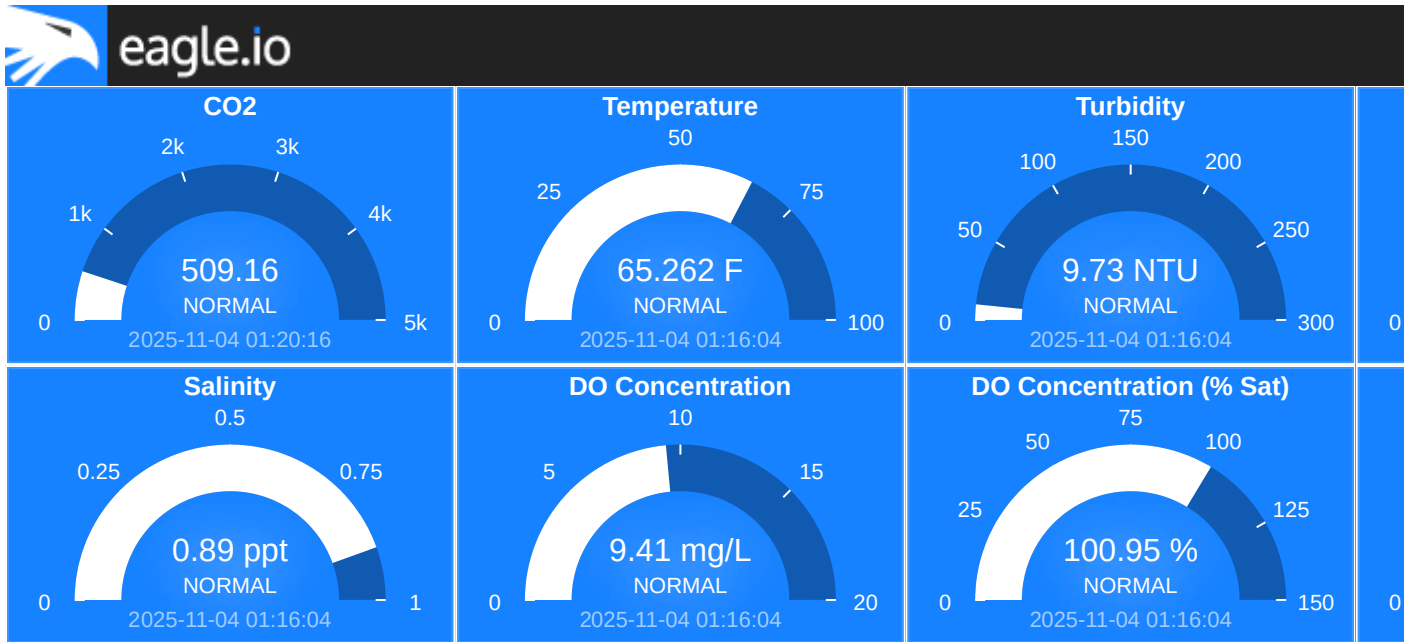 eagle.io
CO2
0
1k
2k
3k
4k
5k
509.16
NORMAL
2025-11-04 01:20:16
Temperature
0
25
50
75
100
65.262 F
NORMAL
2025-11-04 01:16:04
Turbidity
0
50
100
150
200
250
300
9.73 NTU
NORMAL
2025-11-04 01:16:04
0
Salinity
0
0.25
0.5
0.75
1
0.89 ppt
NORMAL
2025-11-04 01:16:04
DO Concentration
0
5
10
15
20
9.41 mg/L
NORMAL
2025-11-04 01:16:04
DO Concentration (% Sat)
0
25
50
75
100
125
150
100.95 %
NORMAL
2025-11-04 01:16:04
0